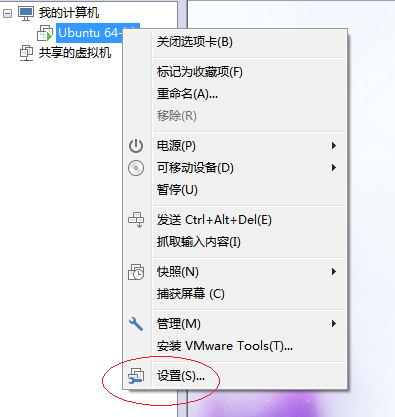 我的计算机
Ubuntu 64-
共享的虚拟机
关闭选项卡(B)
标记为收藏项(F)
重命名(A)...
移除(R)
电源(P)
可移动设备(D)
暂停(U)
发送 Ctrl+Alt+Del(E)
抓取输入内容(I)
快照(N)
捕获屏幕 (C)
管理(M)
安装 VMware Tools(T)...
设置(S)...